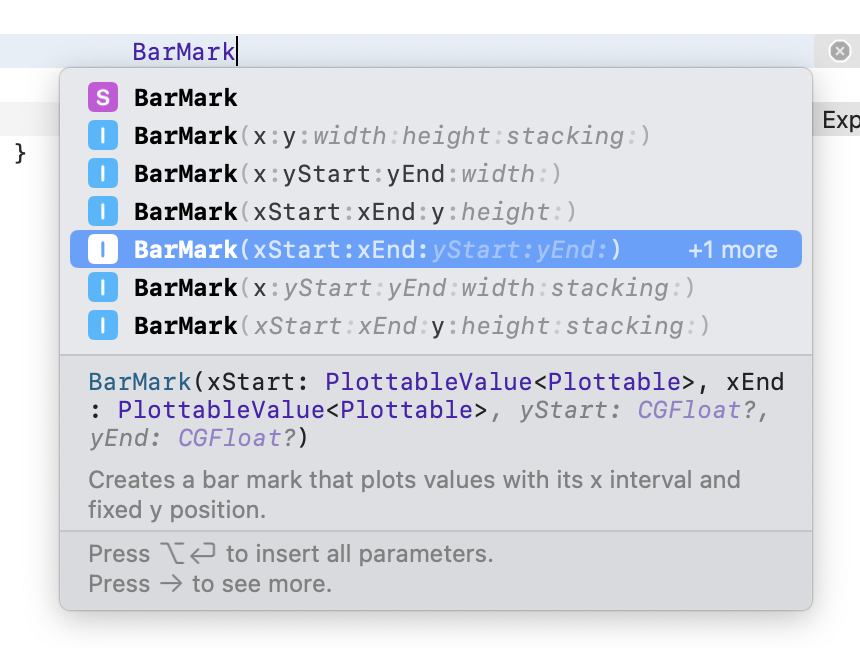 BarMark
S BarMark
I BarMark(x:y:width:height:stacking:)
I BarMark(x:yStart:yEnd:width:)
I BarMark(xStart:xEnd:y:height:)
I BarMark(xStart:xEnd:yStart:yEnd:) +1 more
I BarMark(x:yStart:yEnd:width:stacking:)
I BarMark(xStart:xEnd:y:height:stacking:)
Exp
}
BarMark(xStart: PlottableValue<Plottable>, xEnd
: PlottableValue<Plottable>, yStart: CGFloat?,
yEnd: CGFloat?)
Creates a bar mark that plots values with its x interval and
fixed y position.
Press ⌥↩ to insert all parameters.
Press → to see more.